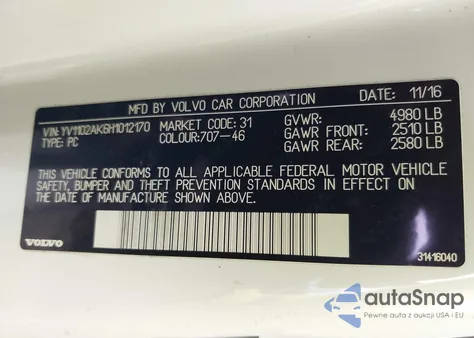 MFD BY VOLVO CAR CORPORATION 11/16
VIN: YV1102AK6H1012170 MARKET CODE: 31 GVWR: 4980 LB
TYPE: PC COLOUR:707-46 GAWR FRONT: 2510 LB
GAWR REAR: 2580 LB
THIS VEHICLE CONFORMS TO ALL APPLICABLE FEDERAL MOTOR VEHICLE
SAFETY, BUMPER AND THEFT PREVENTION STANDARDS IN EFFECT ON
THE DATE OF MANUFACTURE SHOWN ABOVE.
VOLVO 31416040
autoSnap
Pewne auta z aukcji USA i EU